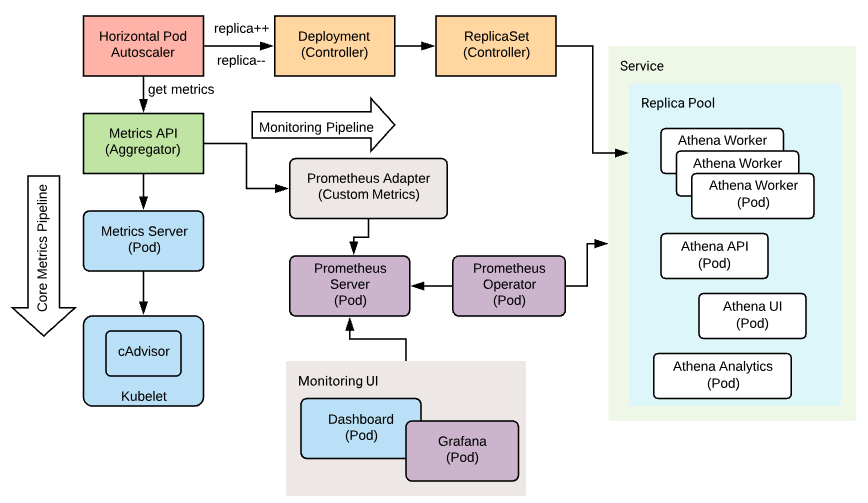 Horizontal Pod
Autoscaler
replica++
replica--
Deployment
(Controller)
ReplicaSet
(Controller)
get metrics
Metrics API
(Aggregator)
Monitoring Pipeline
Prometheus Adapter
(Custom Metrics)
Core Metrics Pipeline
Metrics Server
(Pod)
cAdvisor
Kubelet
Prometheus
Server
(Pod)
Prometheus
Operator
(Pod)
Monitoring UI
Dashboard
(Pod)
Grafana
(Pod)
Service
Replica Pool
Athena Worker
Athena Worker
Athena Worker
(Pod)
Athena API
(Pod)
Athena UI
(Pod)
Athena Analytics
(Pod)